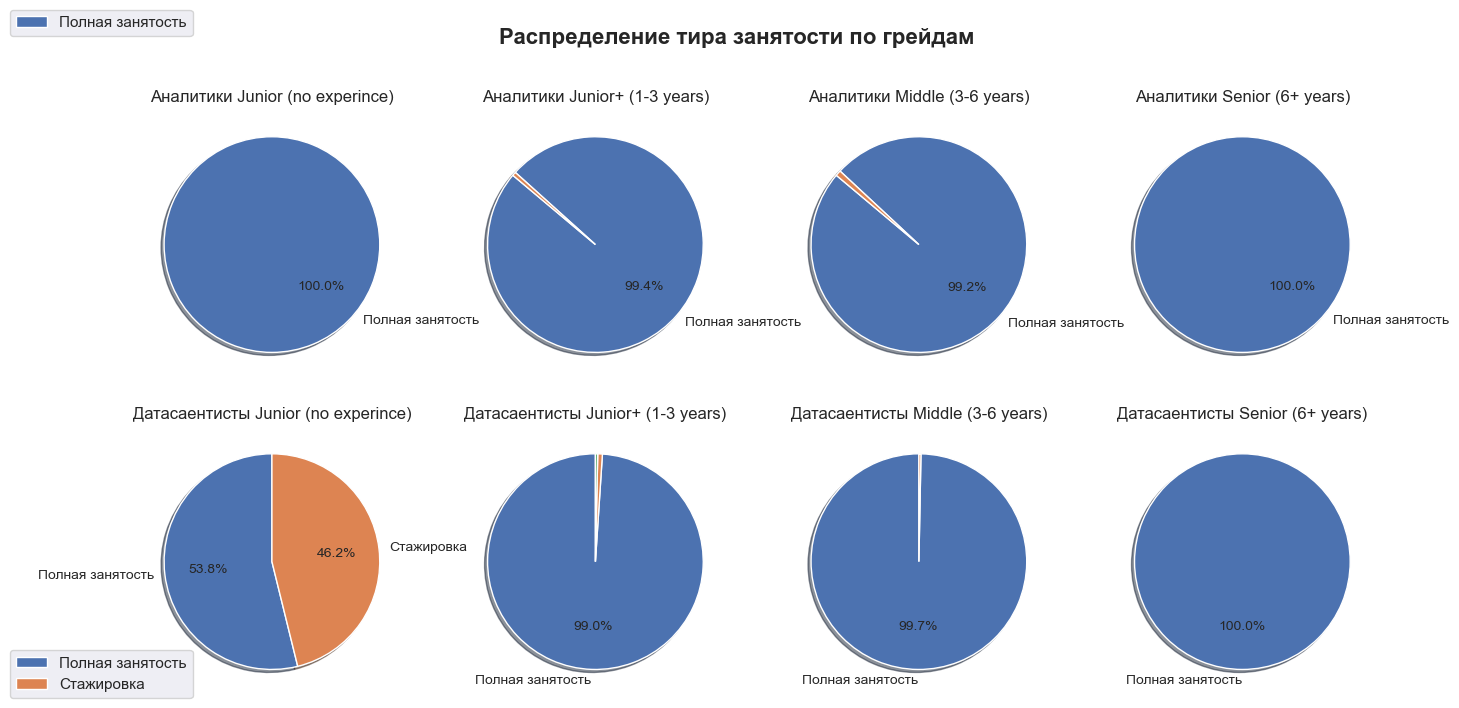 Полная занятость
Распределение тира занятости по грейдам
Аналитики Junior (no experince)
100.0%
Полная занятость
Аналитики Junior+ (1-3 years)
99.4%
Полная занятость
Аналитики Middle (3-6 years)
99.2%
Полная занятость
Аналитики Senior (6+ years)
100.0%
Полная занятость
Датасаентисты Junior (no experince)
46.2%
Стажировка
53.8%
Полная занятость
Датасаентисты Junior+ (1-3 years)
99.0%
Полная занятость
Датасаентисты Middle (3-6 years)
99.7%
Полная занятость
Датасаентисты Senior (6+ years)
100.0%
Полная занятость
Полная занятость
Стажировка